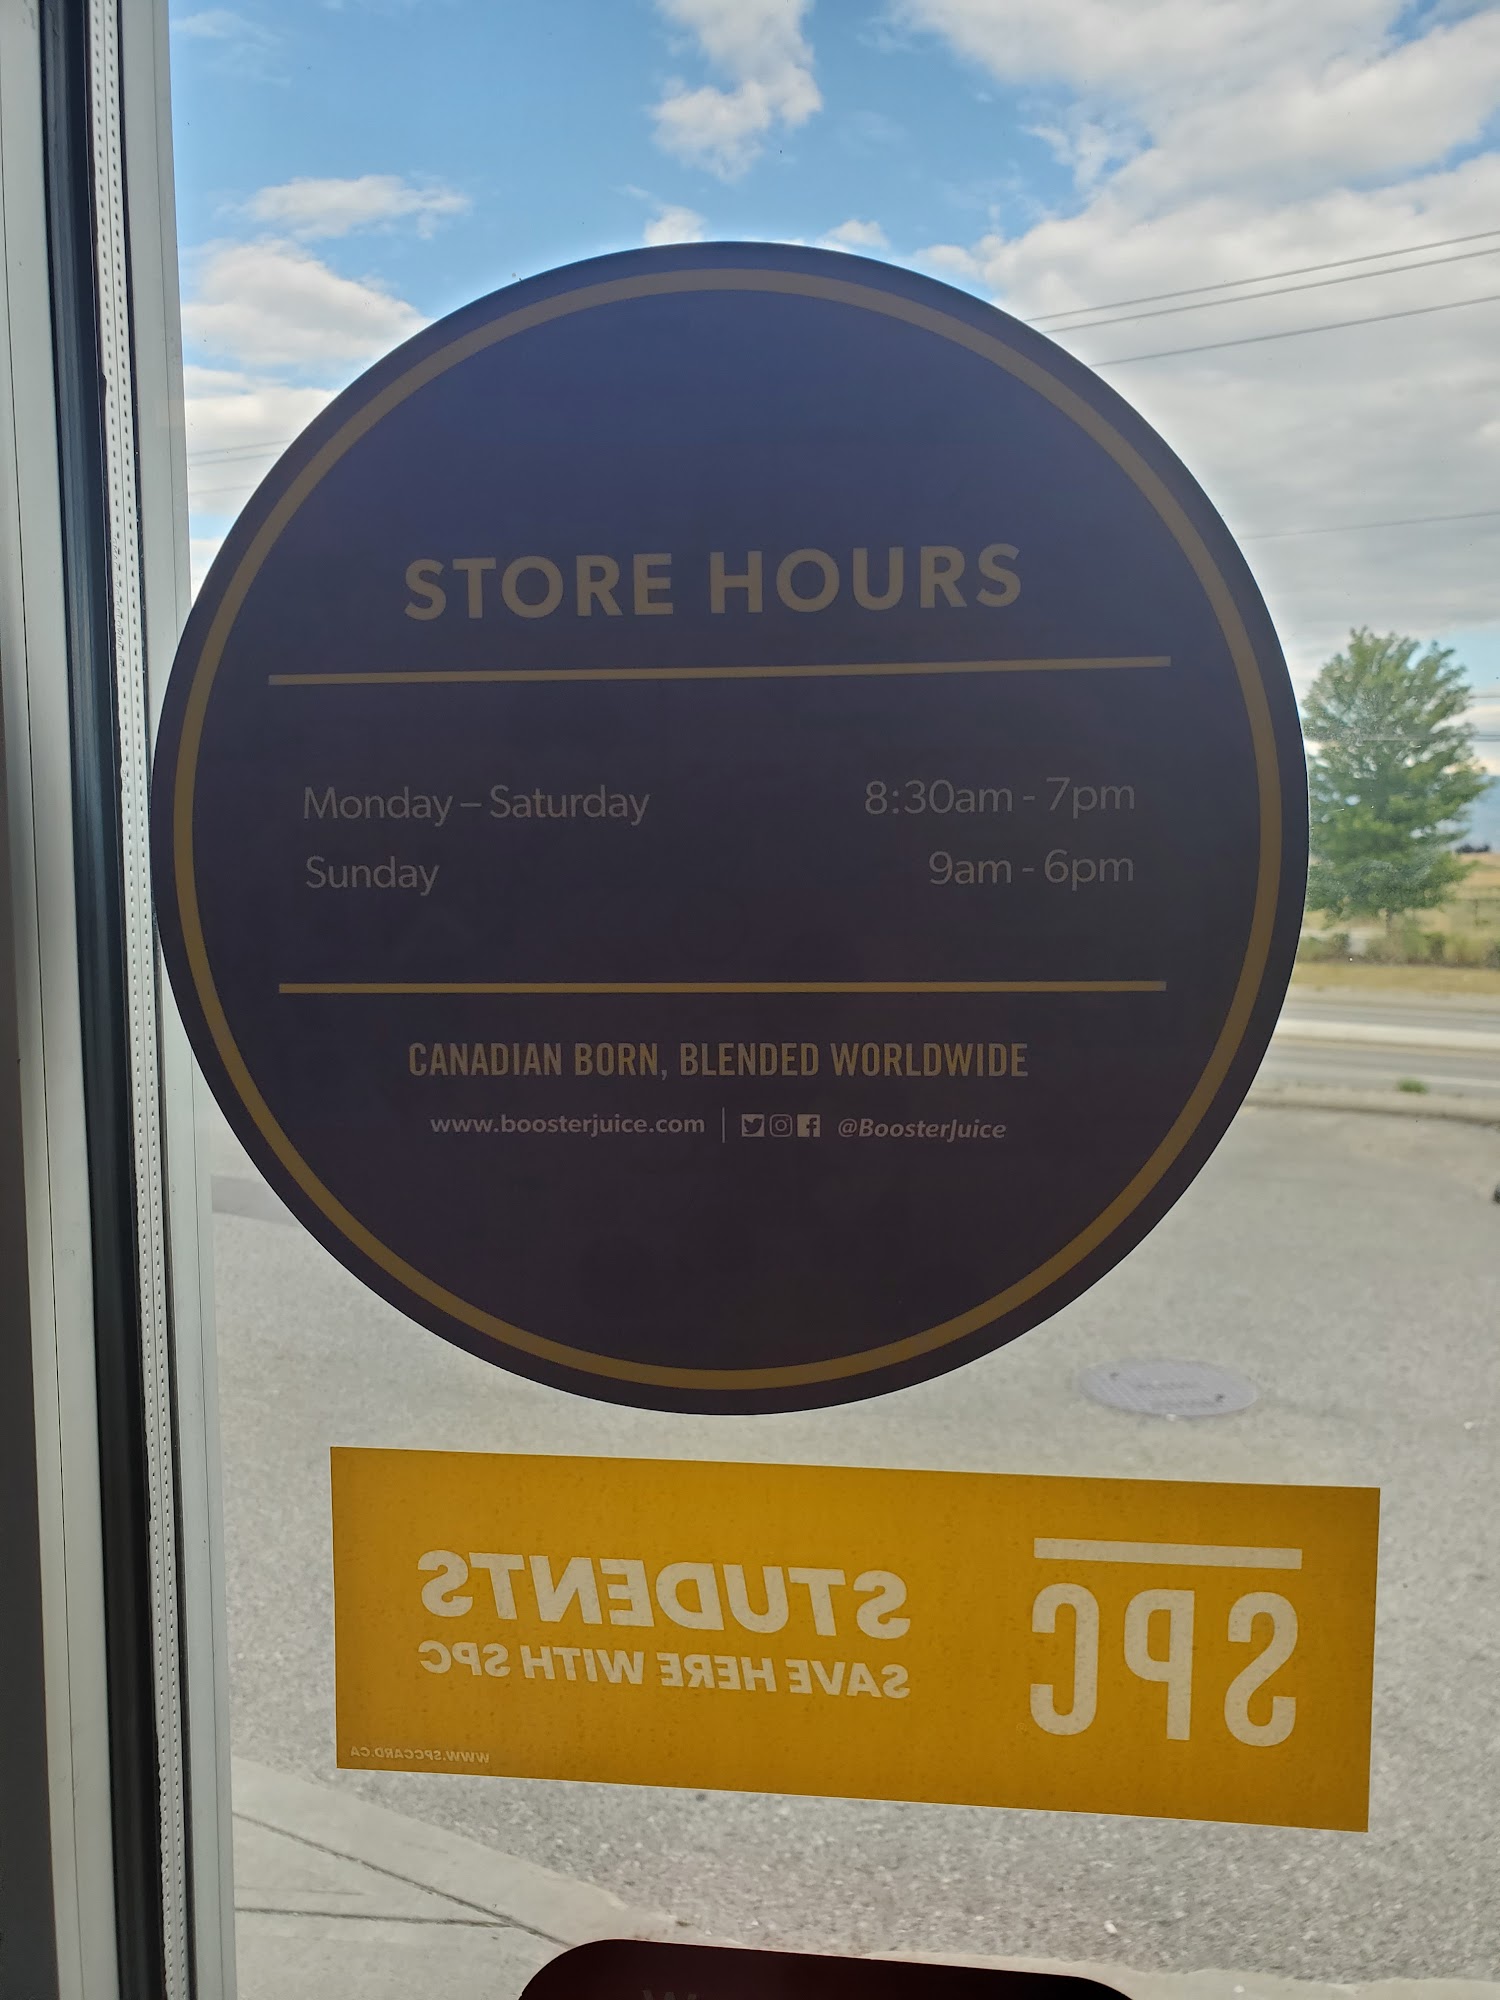 STORE HOURS
Monday – Saturday 8:30am - 7pm
Sunday 9am - 6pm
CANADIAN BORN, BLENDED WORLDWIDE
www.boosterjuice.com | @BoosterJuice
STUDENTS
SAVE HERE WITH SPC
SPC
WWW.SPCCARD.CA